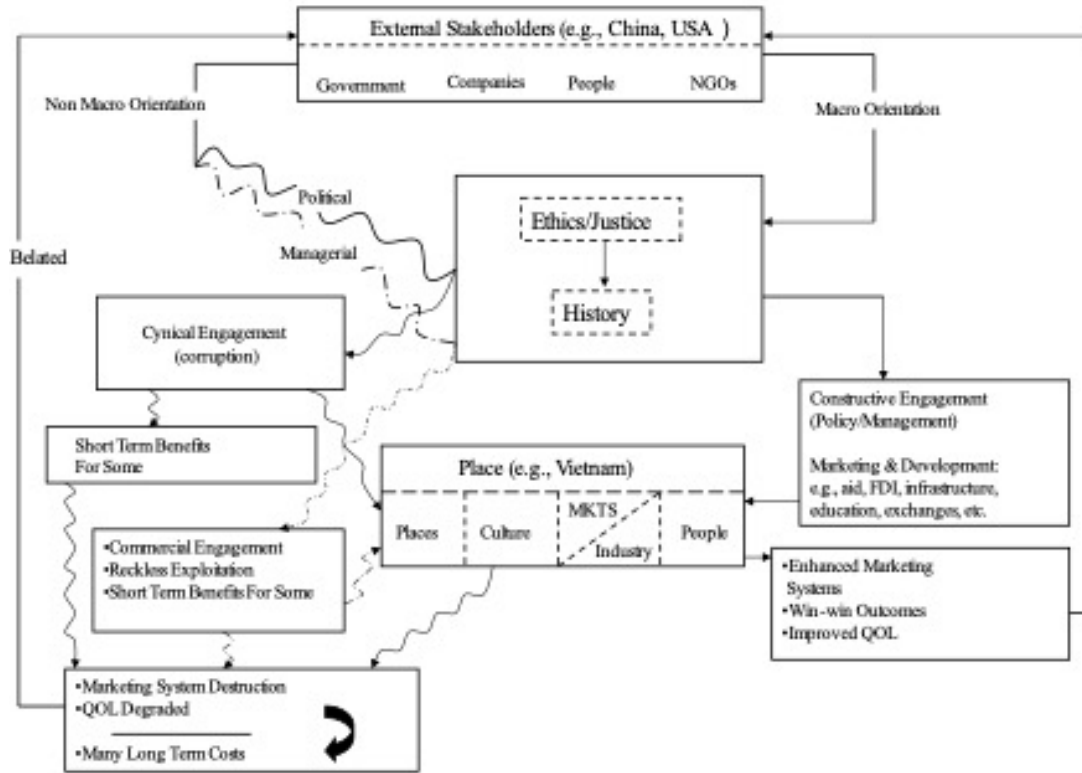 External Stakeholders (e.g., China, USA )
Government
Companies
People
NGOs
Non Macro Orientation
Macro Orientation
Political
Managerial
Ethics/Justice
History
Belated
Cynical Engagement
(corruption)
Short Term Benefits
For Some
•Commercial Engagement
•Reckless Exploitation
•Short Term Benefits For Some
Place (e.g., Vietnam)
Places
Culture
MKTS
Industry
People
Constructive Engagement
(Policy/Management)
Marketing & Development:
e.g., aid, FDI, infrastructure,
education, exchanges, etc.
•Enhanced Marketing
Systems
•Win-win Outcomes
•Improved QOL
•Marketing System Destruction
•QOL Degraded
•Many Long Term Costs